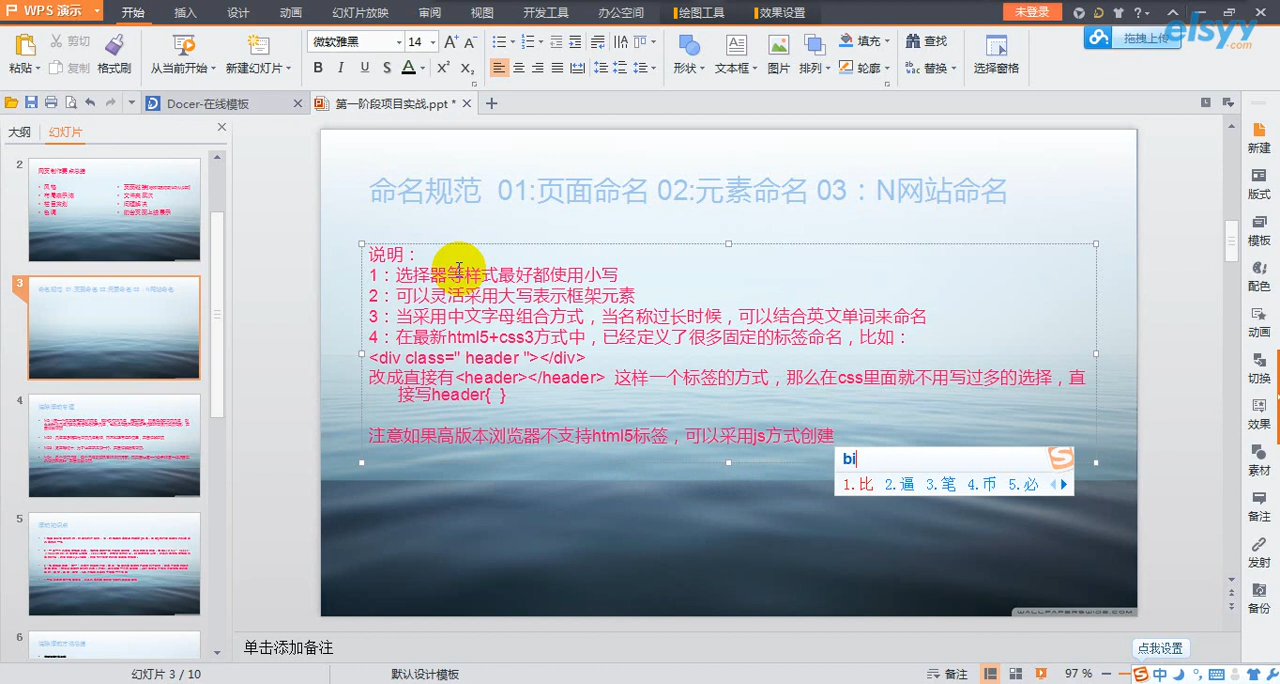 WPS 演示
开始 插入 设计 动画 幻灯片放映 审阅 视图 开发工具 办公空间 绘图工具 效果设置
未登录
elsyy
.com
拖拽上传
粘贴 剪切 复制 格式刷
从当前开始 新建幻灯片
微软雅黑 14
B I U S A X² X₂
形状 文本框 图片 排列 填充 轮廓
查找 替换 选择窗格
Docer-在线模板
第一阶段项目实战.ppt *
大纲 幻灯片
2
3
4
5
6
命名规范 01:页面命名 02:元素命名 03：N网站命名
说明：
1：选择器等样式最好都使用小写
2：可以灵活采用大写表示框架元素
3：当采用中文字母组合方式，当名称过长时候，可以结合英文单词来命名
4：在最新html5+css3方式中，已经定义了很多固定的标签命名，比如：
<div class=" header "></div>
改成直接有<header></header> 这样一个标签的方式，那么在css里面就不用写过多的选择，直
接写header{ }
注意如果高版本浏览器不支持html5标签，可以采用js方式创建
bi
1.比 2.逼 3.笔 4.币 5.必
WALLPAPERSWIDE.COM
新建
版式
模板
配色
动画
切换
效果
素材
备注
发射
备份
单击添加备注
点我设置
幻灯片 3 / 10
默认设计模板
备注
97 %
中